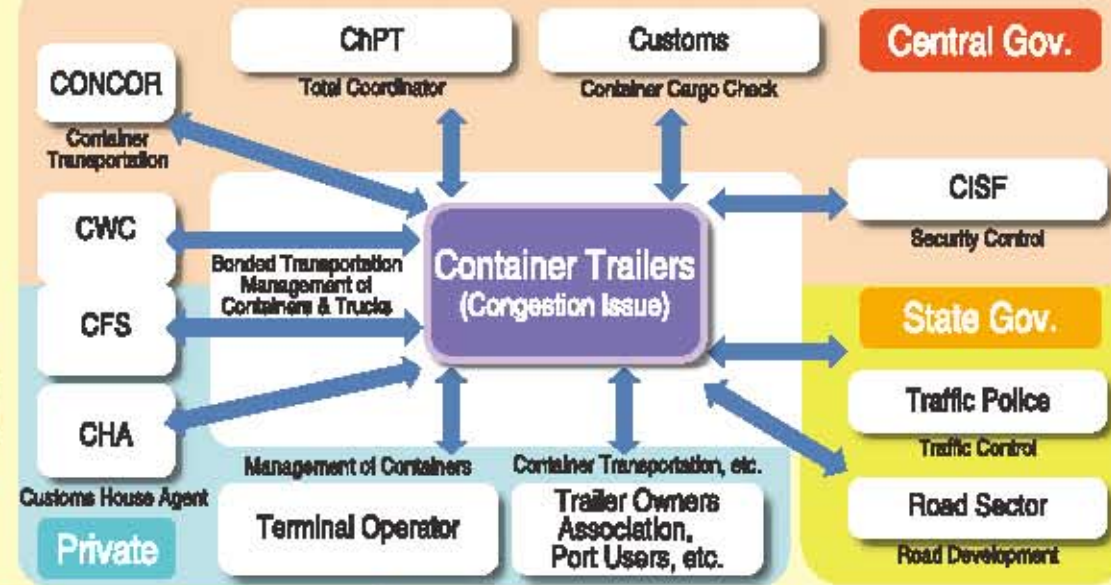 ChPT
Total Coordinator
Customs
Container Cargo Check
Central Gov.
CONCOR
Container
Transportation
CISF
Security Control
CWC
Bonded Transportation
Management of
Containers & Trucks
Container Trailers
(Congestion Issue)
CFS
State Gov.
CHA
Customs House Agent
Traffic Police
Traffic Control
Management of Containers
Terminal Operator
Container Transportation, etc.
Trailer Owners
Association,
Port Users, etc.
Road Sector
Road Development
Private